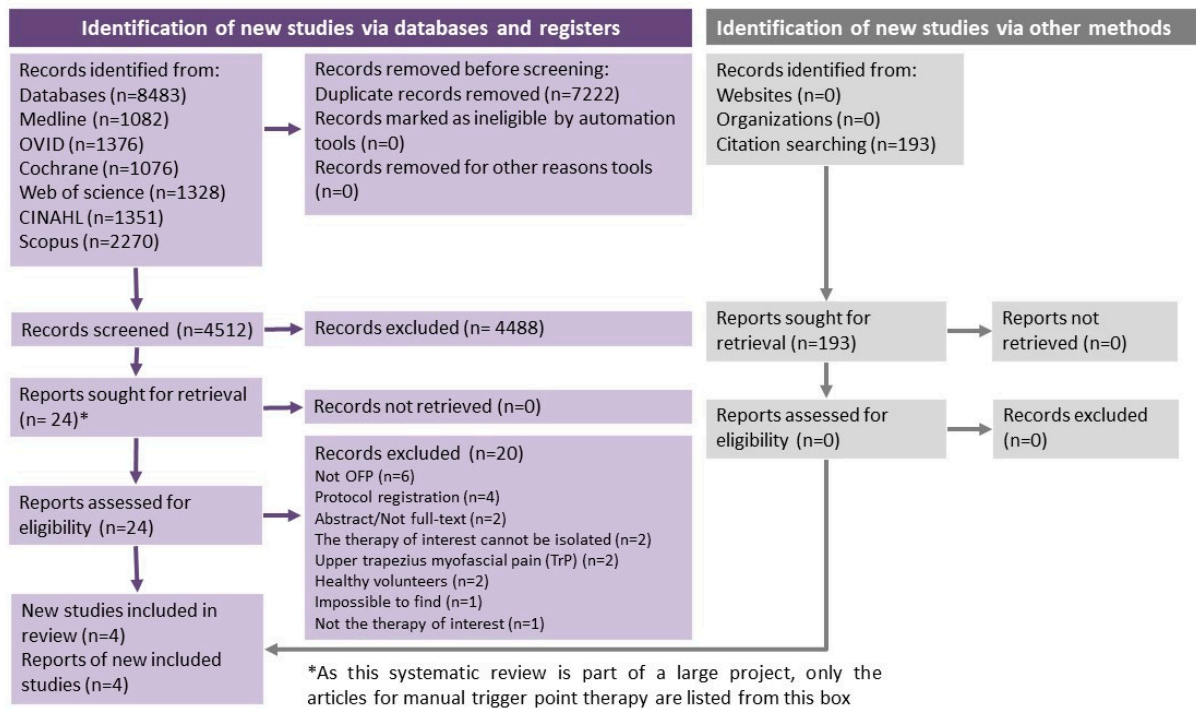 Identification of new studies via databases and registers
Records identified from:
Databases (n=8483)
Medline (n=1082)
OVID (n=1376)
Cochrane (n=1076)
Web of science (n=1328)
CINAHL (n=1351)
Scopus (n=2270)
Records removed before screening:
Duplicate records removed (n=7222)
Records marked as ineligible by automation
tools (n=0)
Records removed for other reasons tools
(n=0)
Records screened (n=4512)
Records excluded (n= 4488)
Reports sought for retrieval
(n= 24)*
Records not retrieved (n=0)
Reports assessed for
eligibility (n=24)
Records excluded (n=20)
Not OFP (n=6)
Protocol registration (n=4)
Abstract/Not full-text (n=2)
The therapy of interest cannot be isolated (n=2)
Upper trapezius myofascial pain (TrP) (n=2)
Healthy volunteers (n=2)
Impossible to find (n=1)
Not the therapy of interest (n=1)
New studies included in
review (n=4)
Reports of new included
studies (n=4)
Identification of new studies via other methods
Records identified from:
Websites (n=0)
Organizations (n=0)
Citation searching (n=193)
Reports sought for
retrieval (n=193)
Reports not
retrieved (n=0)
Reports assessed for
eligibility (n=0)
Records excluded
(n=0)
*As this systematic review is part of a large project, only the
articles for manual trigger point therapy are listed from this box